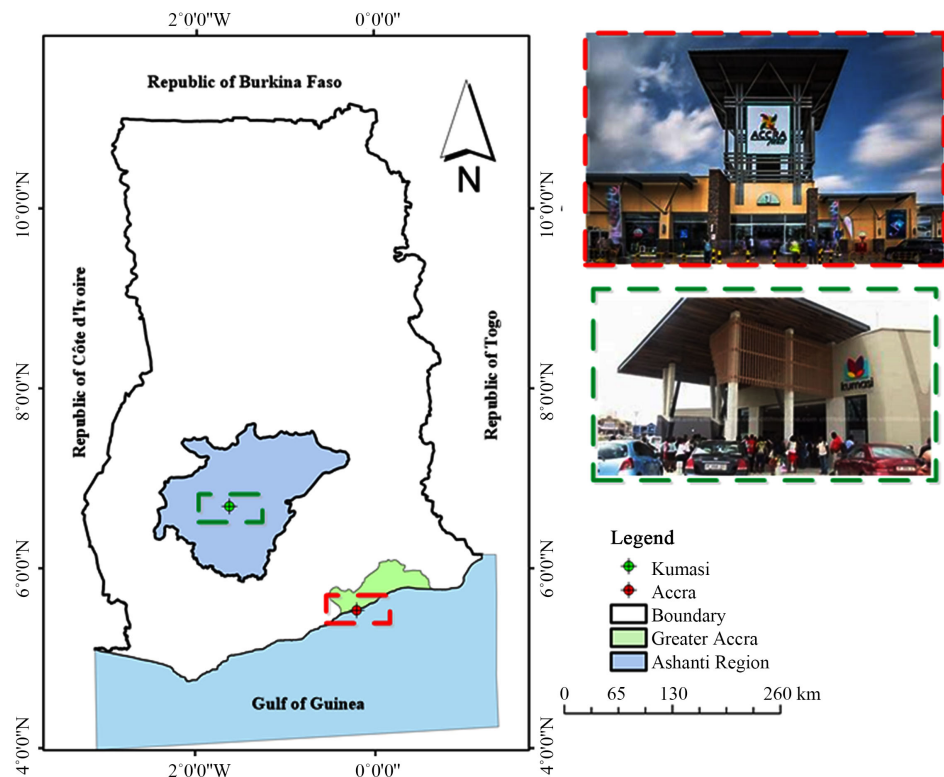 2°0'0"W
0°0'0"
Republic of Burkina Faso
N
10°0'0"N
10°0'0"N
ACCRA
Republic of Côte d'Ivoire
Republic of Togo
8°0'0"N
8°0'0"N
kumasi
6°0'0"N
6°0'0"N
Legend
Kumasi
Accra
Boundary
Greater Accra
Ashanti Region
Gulf of Guinea
0 65 130 260 km
4°0'0"N
4°0'0"N
2°0'0"W
0°0'0"